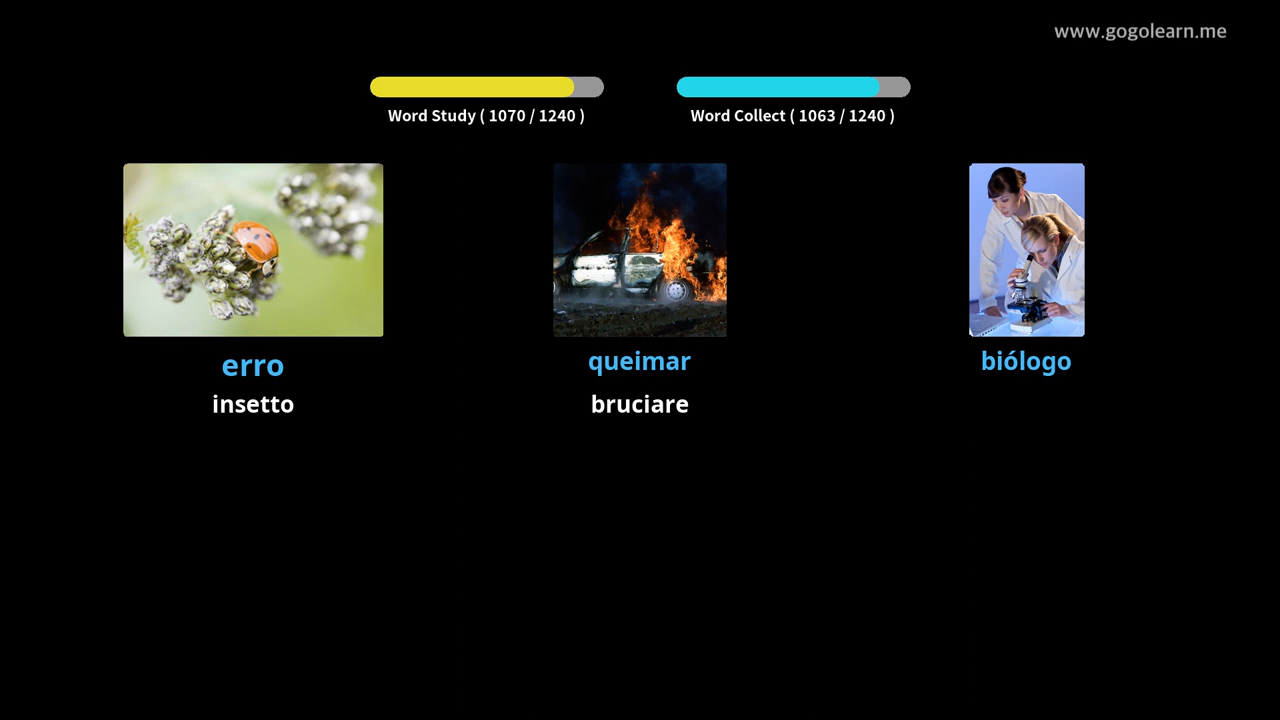 www.gogolearn.me
Word Study ( 1070 / 1240 )
Word Collect ( 1063 / 1240 )
erro
queimar
biólogo
insetto
bruciare